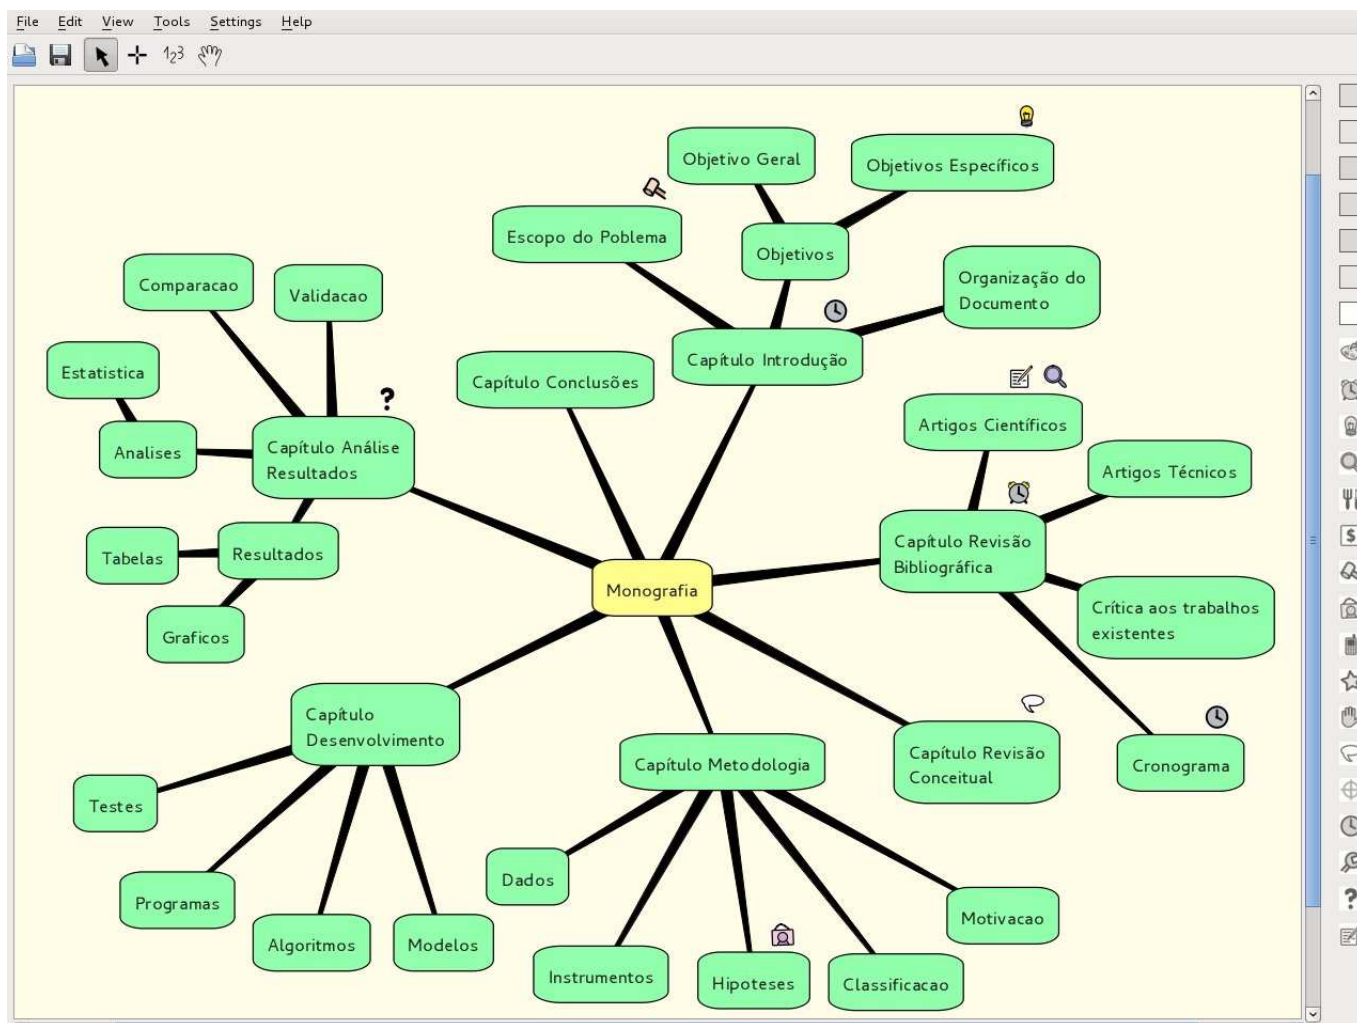 File Edit View Tools Settings Help
123
Objetivo Geral
Objetivos Específicos
Escopo do Poblema
Objetivos
Organização do
Documento
Comparacao
Validacao
Capítulo Introdução
Estatistica
Capítulo Conclusões
Artigos Científicos
Analises
?
Capítulo Análise
Resultados
Artigos Técnicos
Tabelas
Resultados
Capítulo Revisão
Bibliográfica
Monografia
Graficos
Crítica aos trabalhos
existentes
Capítulo
Desenvolvimento
Capítulo Metodologia
Capítulo Revisão
Conceitual
Cronograma
Testes
Dados
Programas
Motivacao
Algoritmos
Modelos
Instrumentos
Hipoteses
Classificacao
$
?